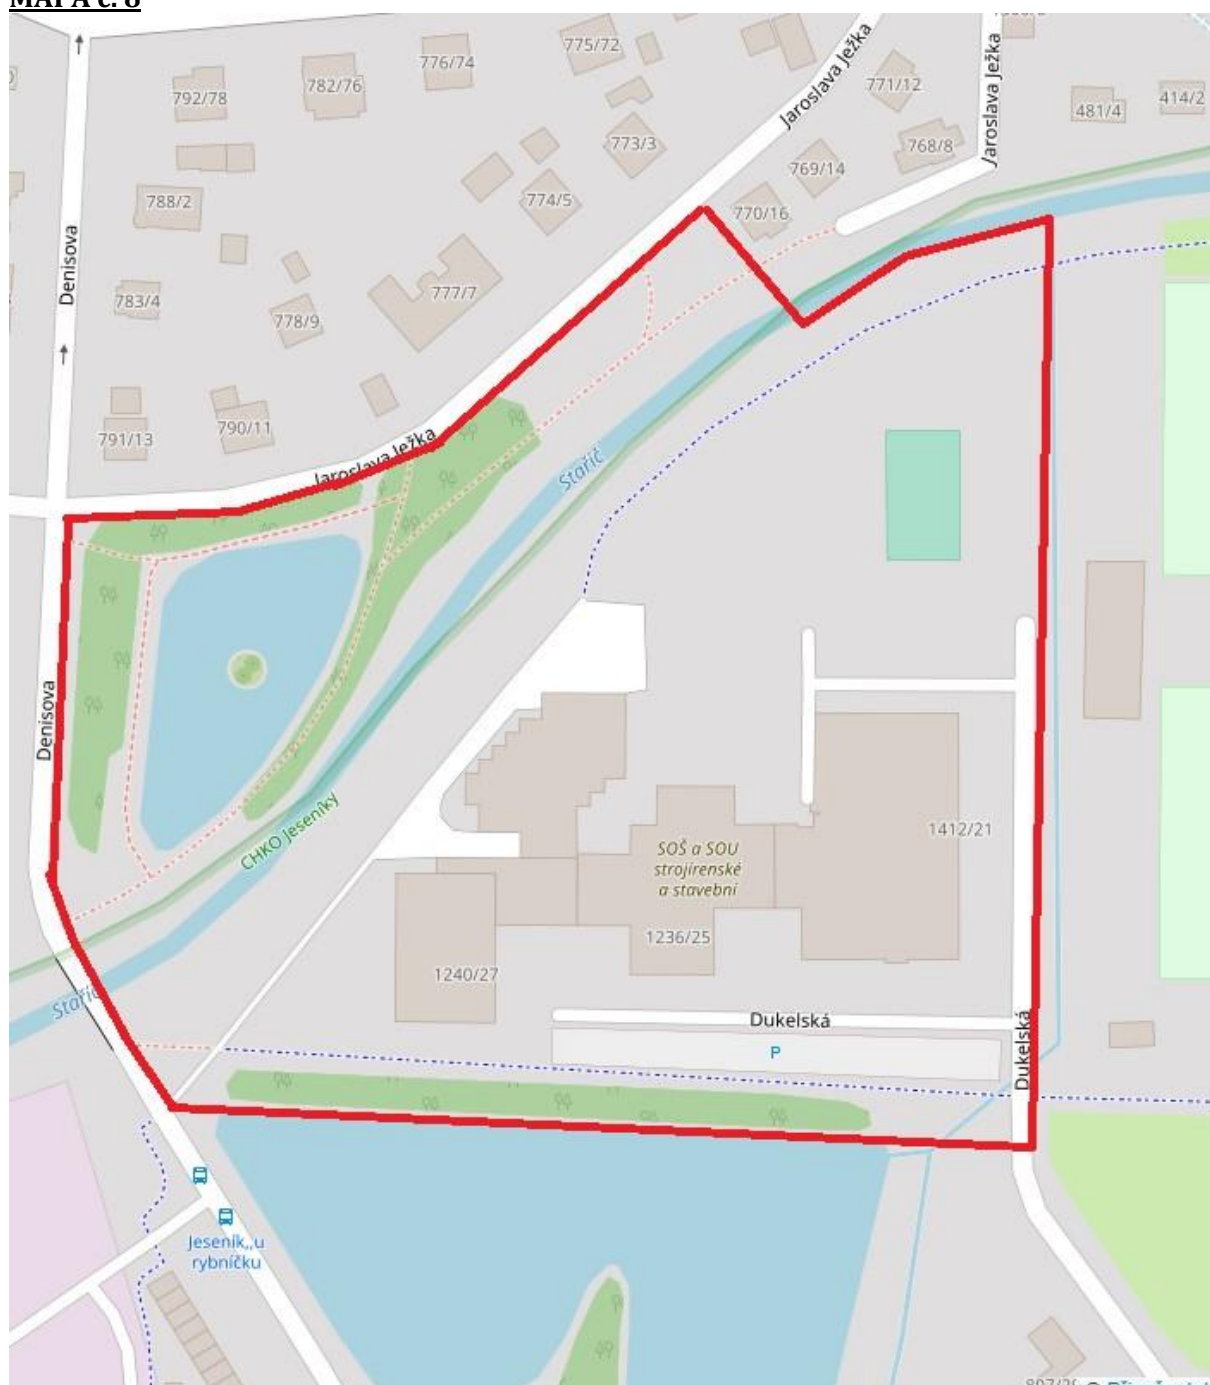 MAPA č. 8
775/72
776/74
782/76
792/78
Jaroslava Ježka
771/12
Jaroslava Ježka
481/4
414/2
773/3
768/8
769/14
774/5
770/16
788/2
Denisova
783/4
777/7
778/9
790/11
791/13
Jaroslava Ježka
Stařič
Denisova
CHKO Jeseníky
1412/21
SOŠ a SOU
strojírenské
a stavební
1236/25
1240/27
Stařič
Dukelská
P
Dukelská
Jeseník,,u
rybníčku